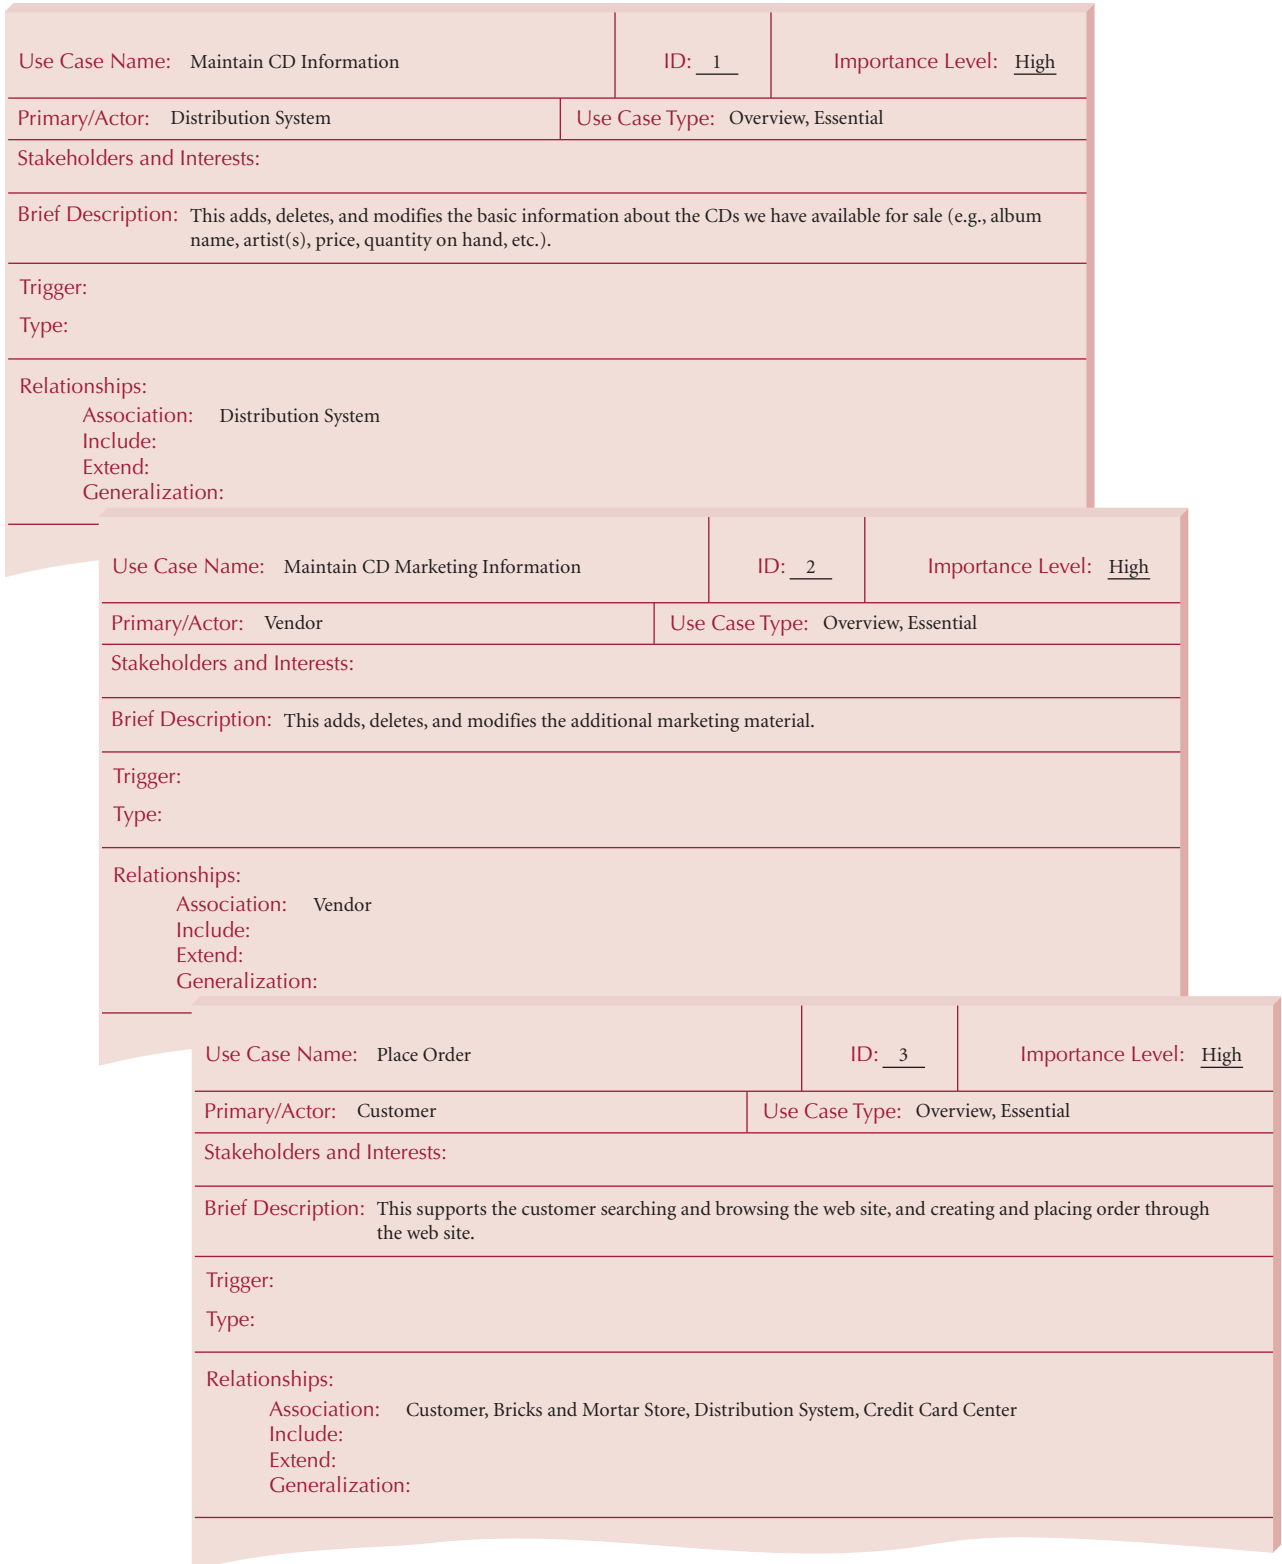 Use Case Name: Maintain CD Information ID: 1 Importance Level: High
Primary/Actor: Distribution System Use Case Type: Overview, Essential
Stakeholders and Interests:
Brief Description: This adds, deletes, and modifies the basic information about the CDs we have available for sale (e.g., album
name, artist(s), price, quantity on hand, etc.).
Trigger:
Type:
Relationships:
Association: Distribution System
Include:
Extend:
Generalization:
Use Case Name: Maintain CD Marketing Information ID: 2 Importance Level: High
Primary/Actor: Vendor Use Case Type: Overview, Essential
Stakeholders and Interests:
Brief Description: This adds, deletes, and modifies the additional marketing material.
Trigger:
Type:
Relationships:
Association: Vendor
Include:
Extend:
Generalization:
Use Case Name: Place Order ID: 3 Importance Level: High
Primary/Actor: Customer Use Case Type: Overview, Essential
Stakeholders and Interests:
Brief Description: This supports the customer searching and browsing the web site, and creating and placing order through
the web site.
Trigger:
Type:
Relationships:
Association: Customer, Bricks and Mortar Store, Distribution System, Credit Card Center
Include:
Extend:
Generalization: